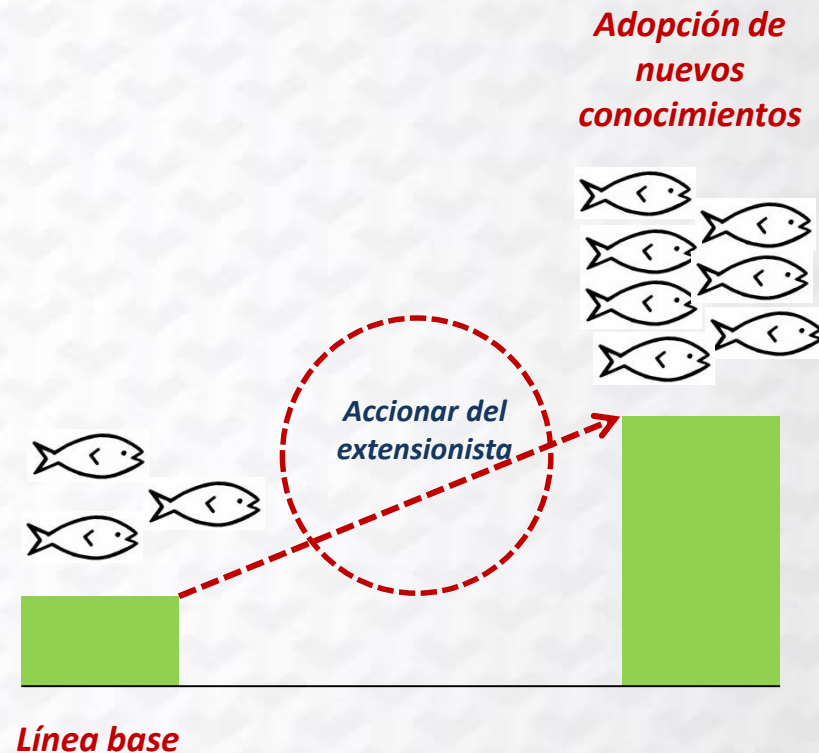 Adopción de
nuevos
conocimientos
Accionar del
extensionista
Línea base